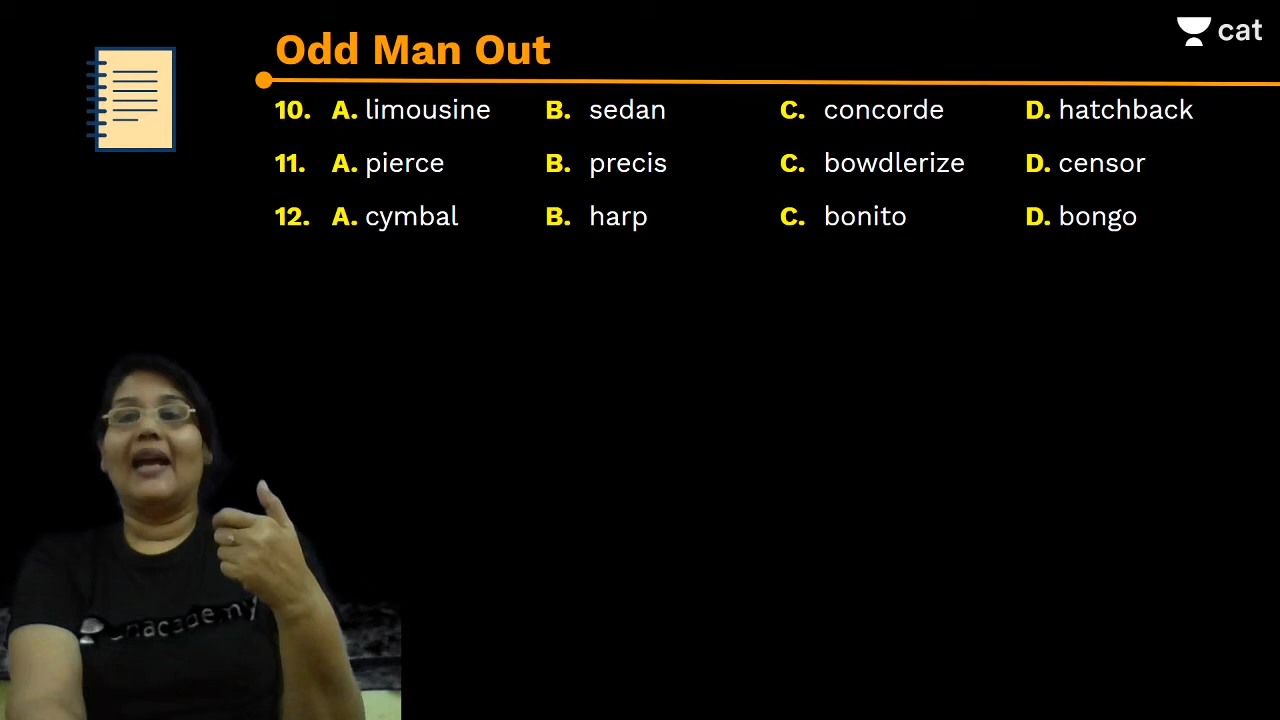 cat
Odd Man Out
10. A. limousine B. sedan C. concorde D. hatchback
11. A. pierce B. precis C. bowdlerize D. censor
12. A. cymbal B. harp C. bonito D. bongo
unacademy